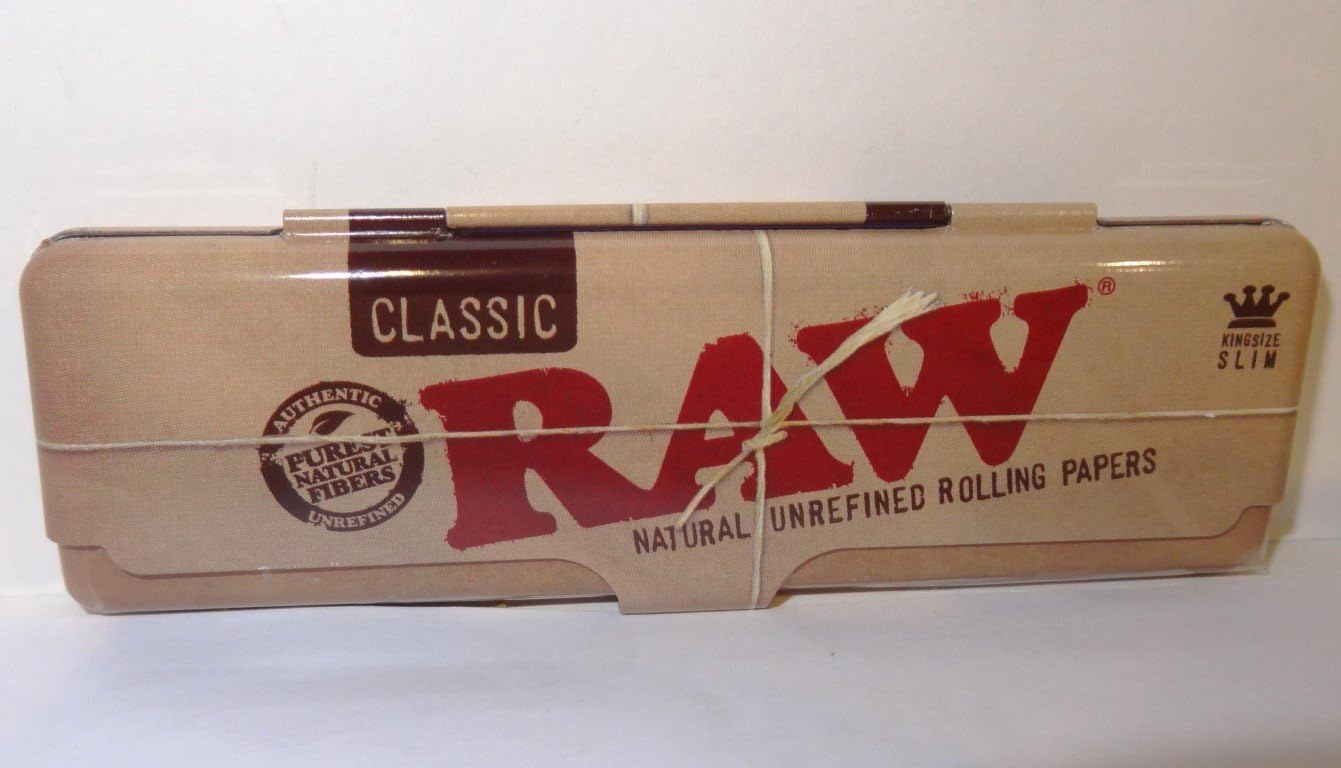 CLASSIC
RAW®
KINGSIZE
SLIM
AUTHENTIC
PUREST
NATURAL
FIBERS
UNREFINED
NATURAL UNREFINED ROLLING PAPERS